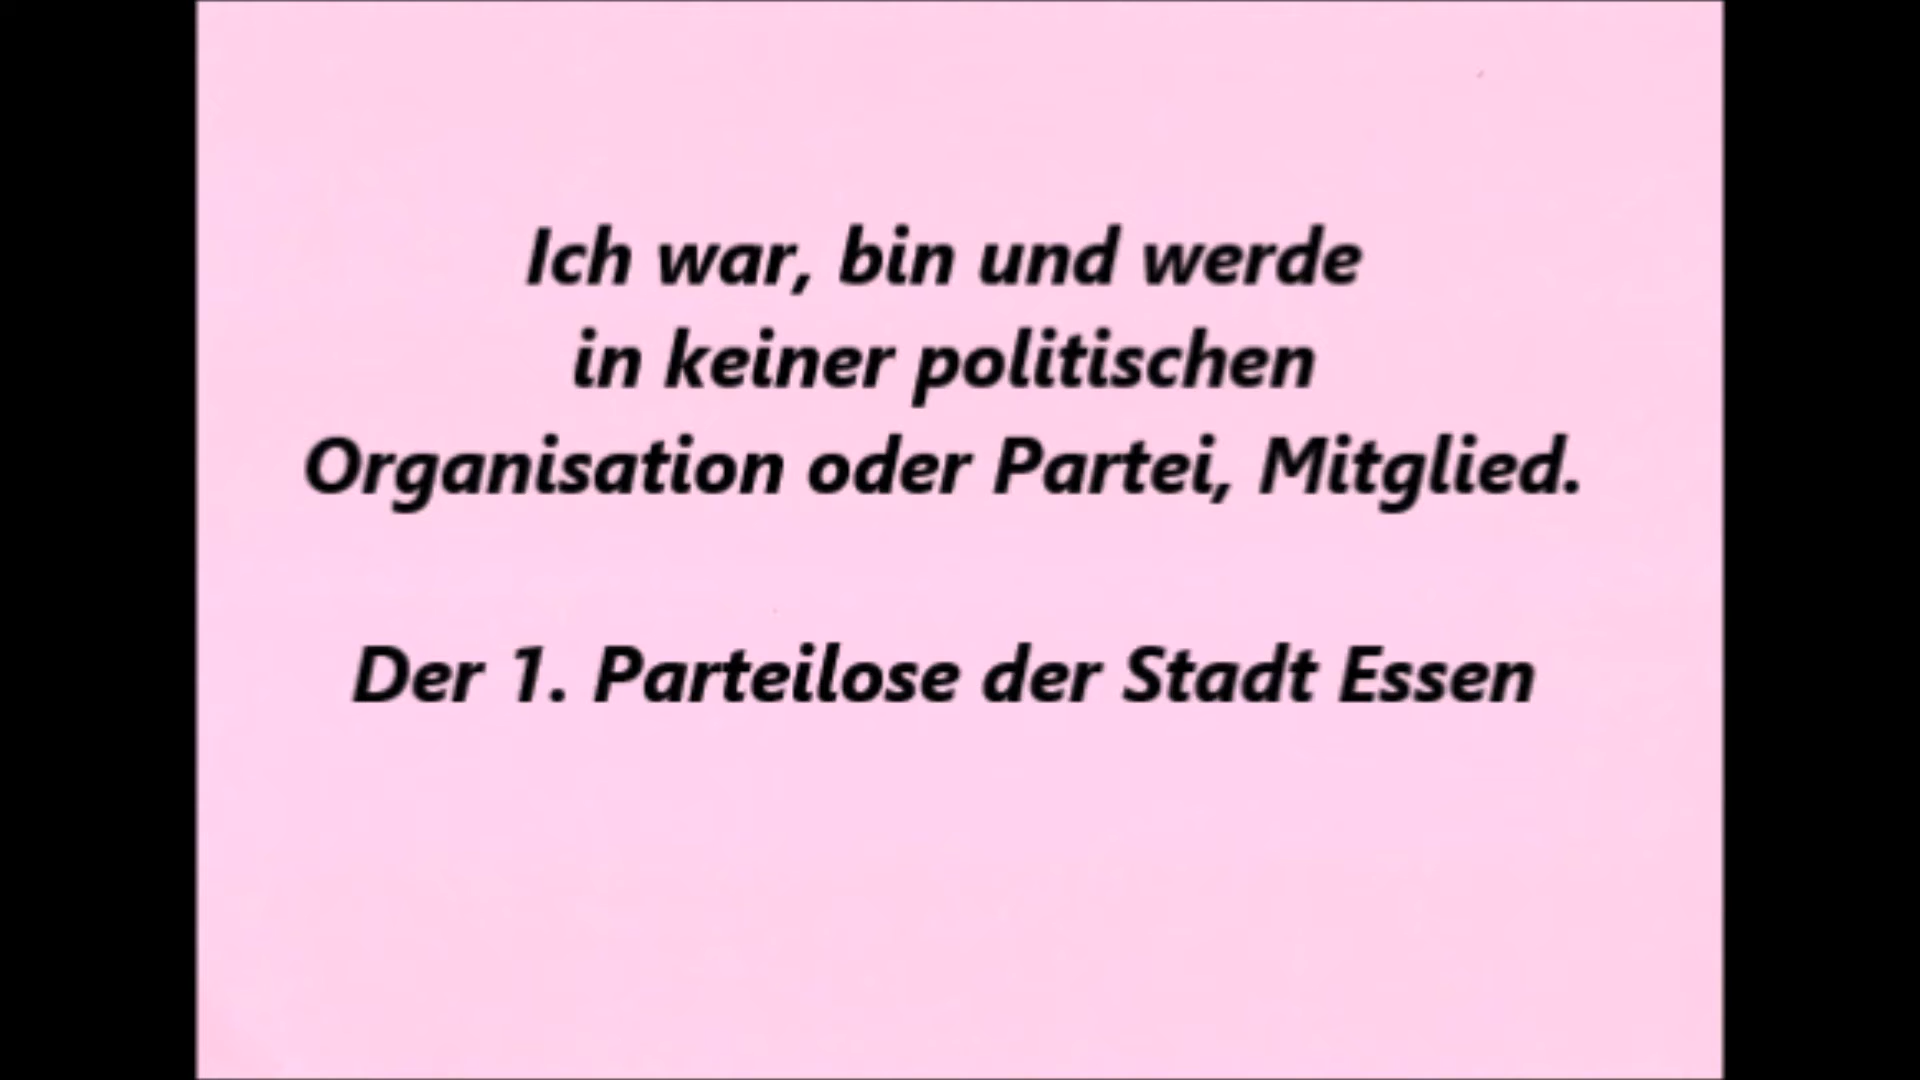 Ich war, bin und werde
in keiner politischen
Organisation oder Partei, Mitglied.
Der 1. Parteilose der Stadt Essen